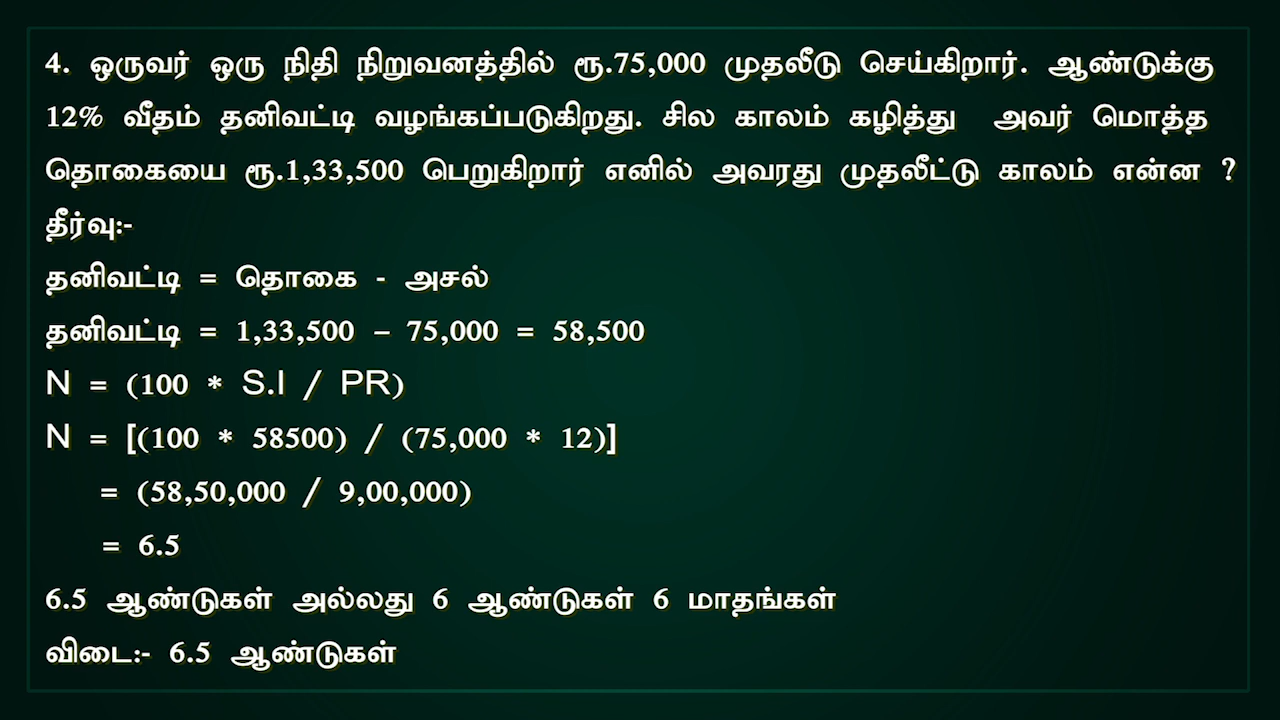 4. ஒருவர் ஒரு நிதி நிறுவனத்தில் ரூ.75,000 முதலீடு செய்கிறார். ஆண்டுக்கு
12% வீதம் தனிவட்டி வழங்கப்படுகிறது. சில காலம் கழித்து அவர் மொத்த
தொகையை ரூ.1,33,500 பெறுகிறார் எனில் அவரது முதலீட்டு காலம் என்ன ?
தீர்வு:-
தனிவட்டி = தொகை - அசல்
தனிவட்டி = 1,33,500 – 75,000 = 58,500
N = (100 * S.I / PR)
N = [(100 * 58500) / (75,000 * 12)]
= (58,50,000 / 9,00,000)
= 6.5
6.5 ஆண்டுகள் அல்லது 6 ஆண்டுகள் 6 மாதங்கள்
விடை:- 6.5 ஆண்டுகள்